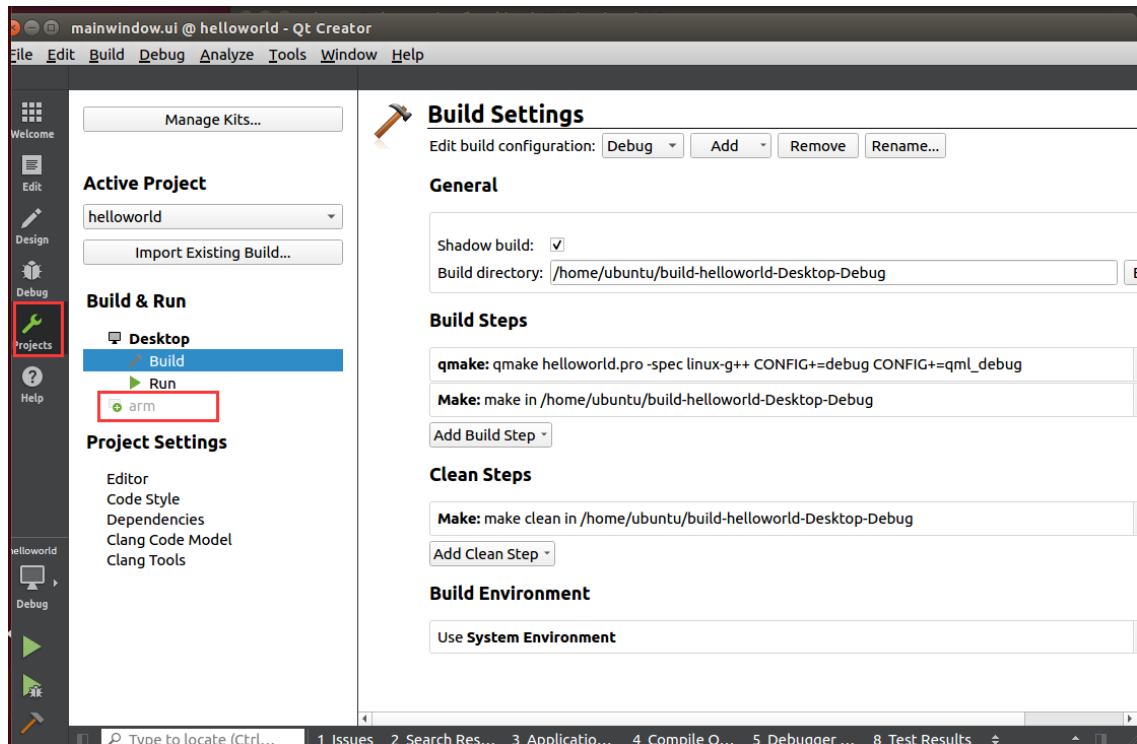 mainwindow.ui @ helloworld - Qt Creator
File Edit Build Debug Analyze Tools Window Help
Welcome
Edit
Design
Debug
Projects
Help
helloworld
Debug
Manage Kits...
Active Project
helloworld
Import Existing Build...
Build & Run
Desktop
Build
Run
arm
Project Settings
Editor
Code Style
Dependencies
Clang Code Model
Clang Tools
Build Settings
Edit build configuration: Debug Add Remove Rename...
General
Shadow build:
Build directory: /home/ubuntu/build-helloworld-Desktop-Debug
Build Steps
qmake: qmake helloworld.pro -spec linux-g++ CONFIG+=debug CONFIG+=qml_debug
Make: make in /home/ubuntu/build-helloworld-Desktop-Debug
Add Build Step
Clean Steps
Make: make clean in /home/ubuntu/build-helloworld-Desktop-Debug
Add Clean Step
Build Environment
Use System Environment
Type to locate (Ctrl... 1 Issues 2 Search Res... 3 Applicatio... 4 Compile O... 5 Debugger ... 8 Test Results